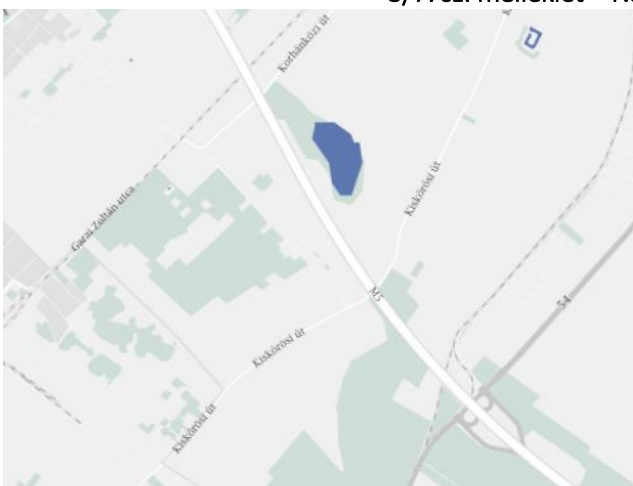 Korhánközi út
Kiskőrösi út
Garai Zoltán utca
M5
54
Kiskőrösi út
Kiskőrösi út